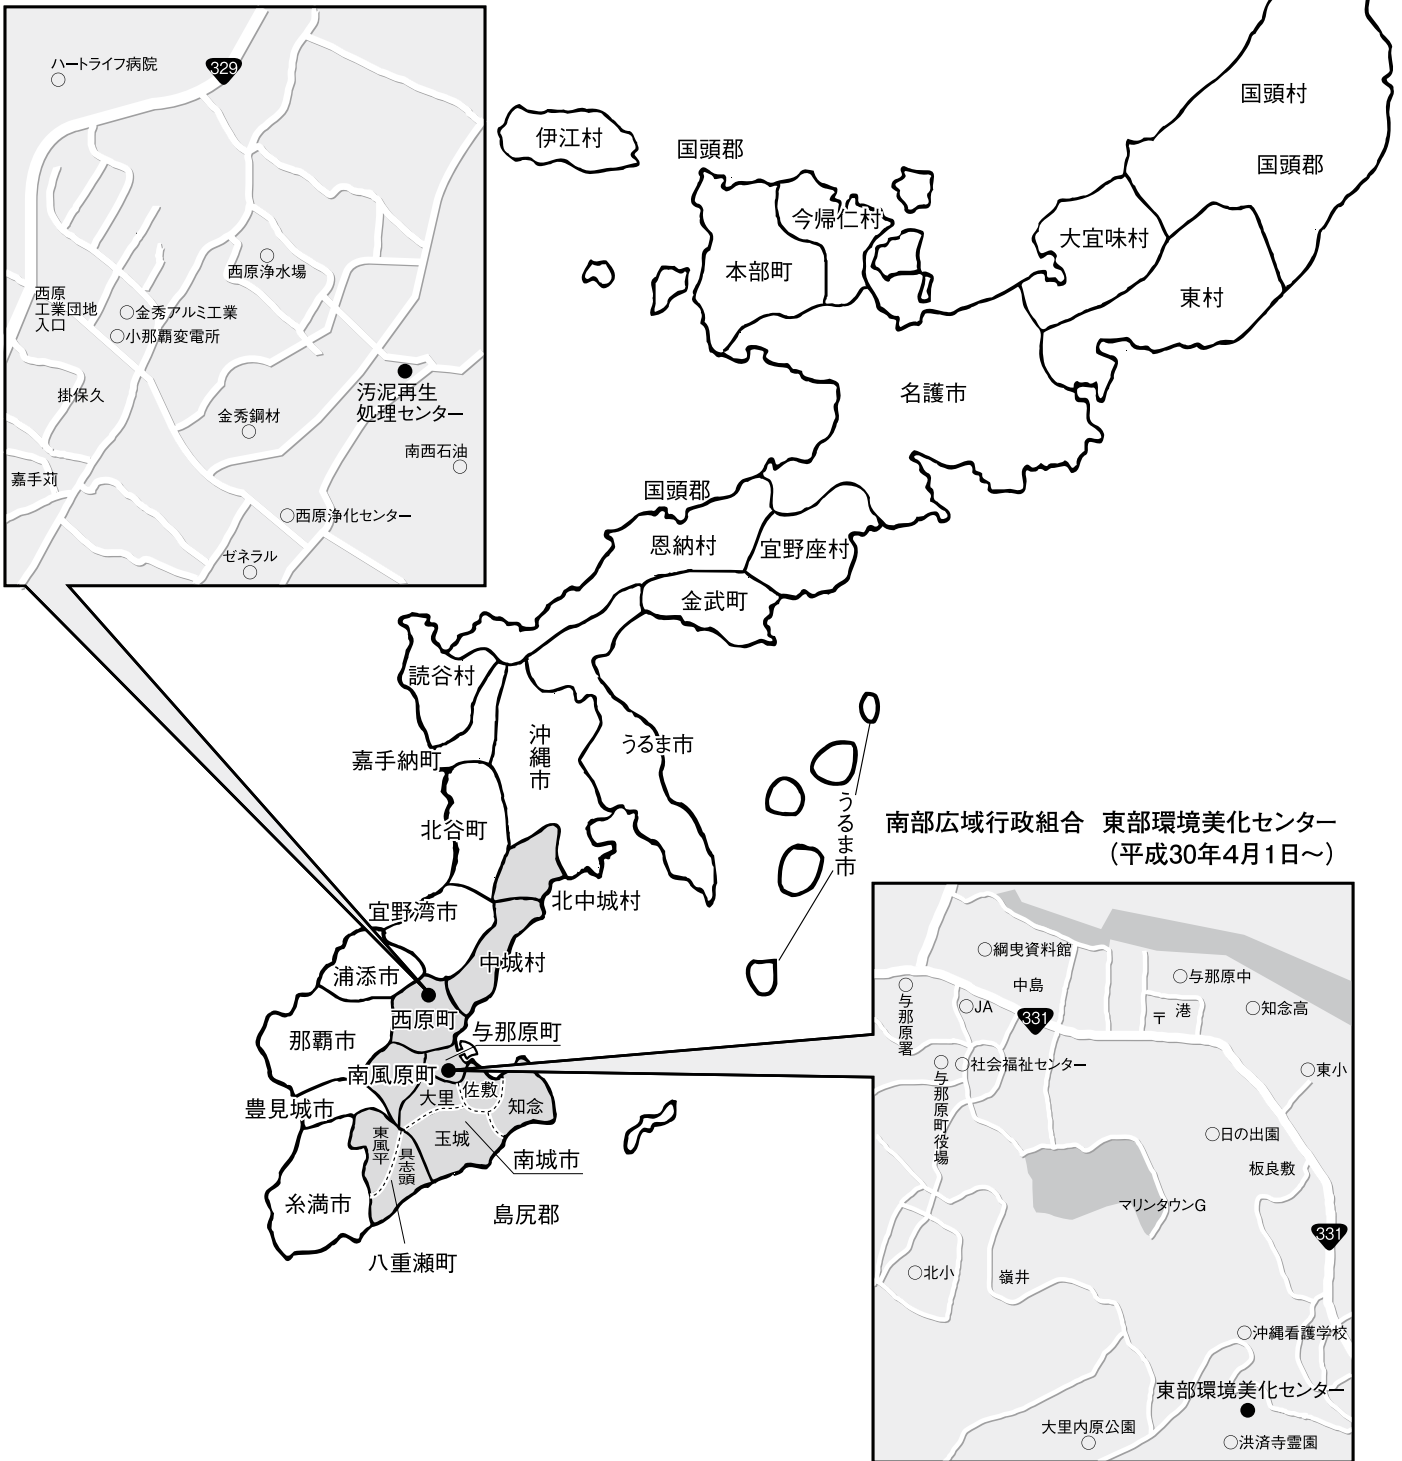 ハートライフ病院
329
西原浄水場
西原
工業団地
入口
金秀アルミ工業
小那覇変電所
掛保久
汚泥再生
処理センター
金秀鋼材
南西石油
嘉手苅
西原浄化センター
ゼネラル
伊江村
国頭郡
国頭村
国頭郡
今帰仁村
大宜味村
本部町
東村
名護市
国頭郡
恩納村
宜野座村
金武町
読谷村
沖縄市
うるま市
嘉手納町
うるま市
北谷町
北中城村
宜野湾市
中城村
浦添市
西原町
与那原町
那覇市
南風原町
大里
佐敷
知念
豊見城市
東風平
具志頭
玉城
南城市
糸満市
島尻郡
八重瀬町
南部広域行政組合 東部環境美化センター
(平成30年4月1日~)
綱曳資料館
中島
与那原中
与那原署
JA
331
〒
港
知念高
社会福祉センター
与那原町役場
東小
日の出園
板良敷
マリンタウンG
331
北小
嶺井
沖縄看護学校
東部環境美化センター
大里内原公園
洪済寺霊園